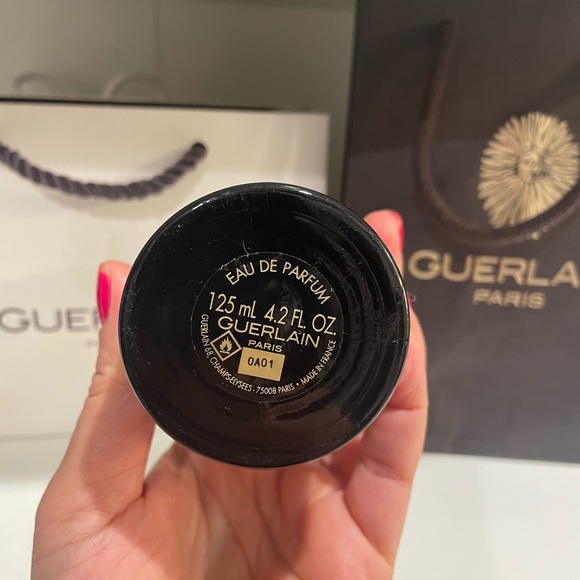 EAU DE PARFUM
125 ml 4.2 FL. OZ.
GUERLAIN
PARIS
0A01
GUERLAIN 68, CHAMPS-ELYSEES - 75008 PARIS • MADE IN FRANCE
GUER
GUERLA
PARIS